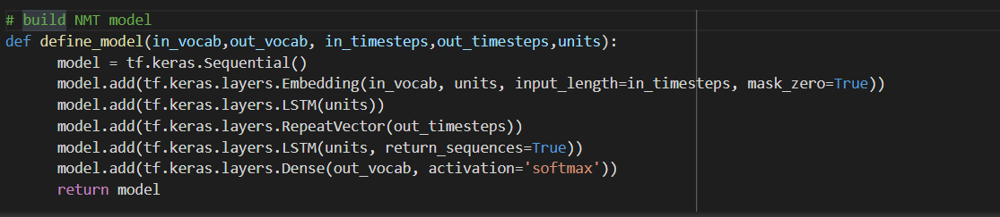 # build NMT model
def define_model(in_vocab,out_vocab, in_timesteps,out_timesteps,units):
      model = tf.keras.Sequential()
      model.add(tf.keras.layers.Embedding(in_vocab, units, input_length=in_timesteps, mask_zero=True))
      model.add(tf.keras.layers.LSTM(units))
      model.add(tf.keras.layers.RepeatVector(out_timesteps))
      model.add(tf.keras.layers.LSTM(units, return_sequences=True))
      model.add(tf.keras.layers.Dense(out_vocab, activation='softmax'))
      return model